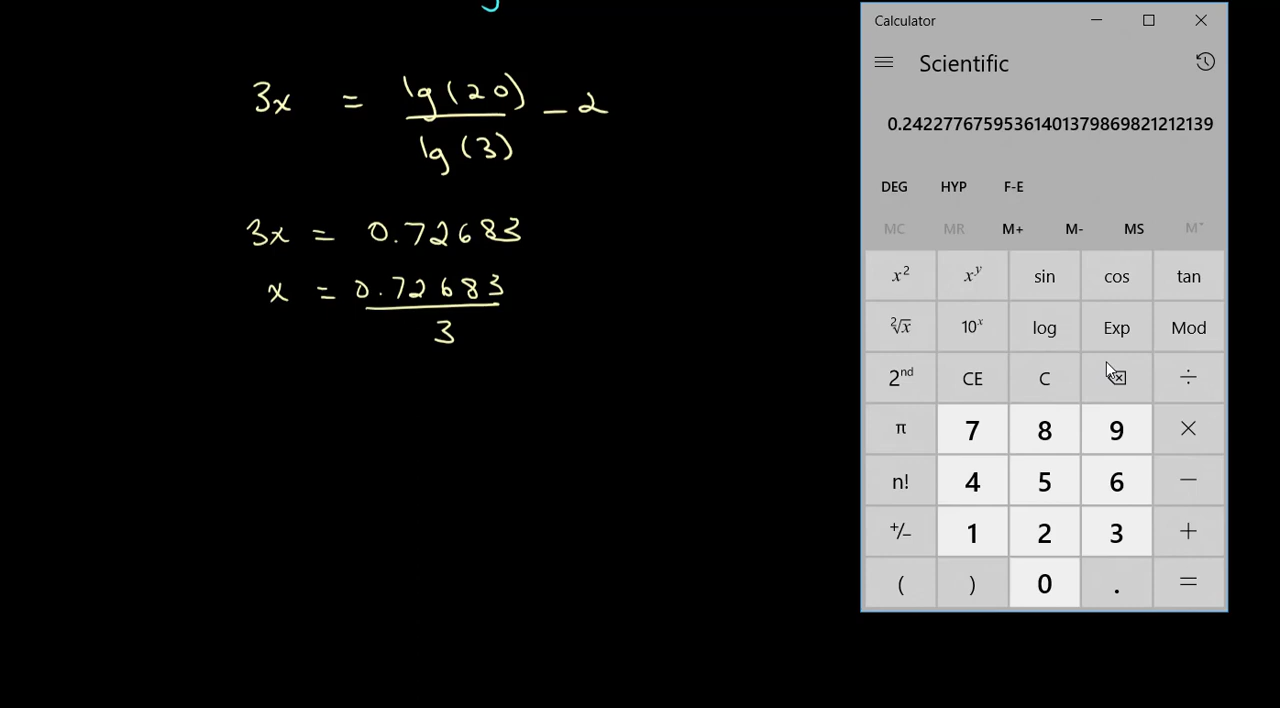 3x = lg(20)/lg(3) - 2
3x = 0.72683
x = 0.72683/3
Calculator
Scientific
0.24227767595361401379869821212139
DEG HYP F-E
MC MR M+ M- MS M˅
x² xʸ sin cos tan
²√x 10ˣ log Exp Mod
2ⁿᵈ CE C ⌫ ÷
π 7 8 9 ×
n! 4 5 6 −
+/− 1 2 3 +
( ) 0 . =